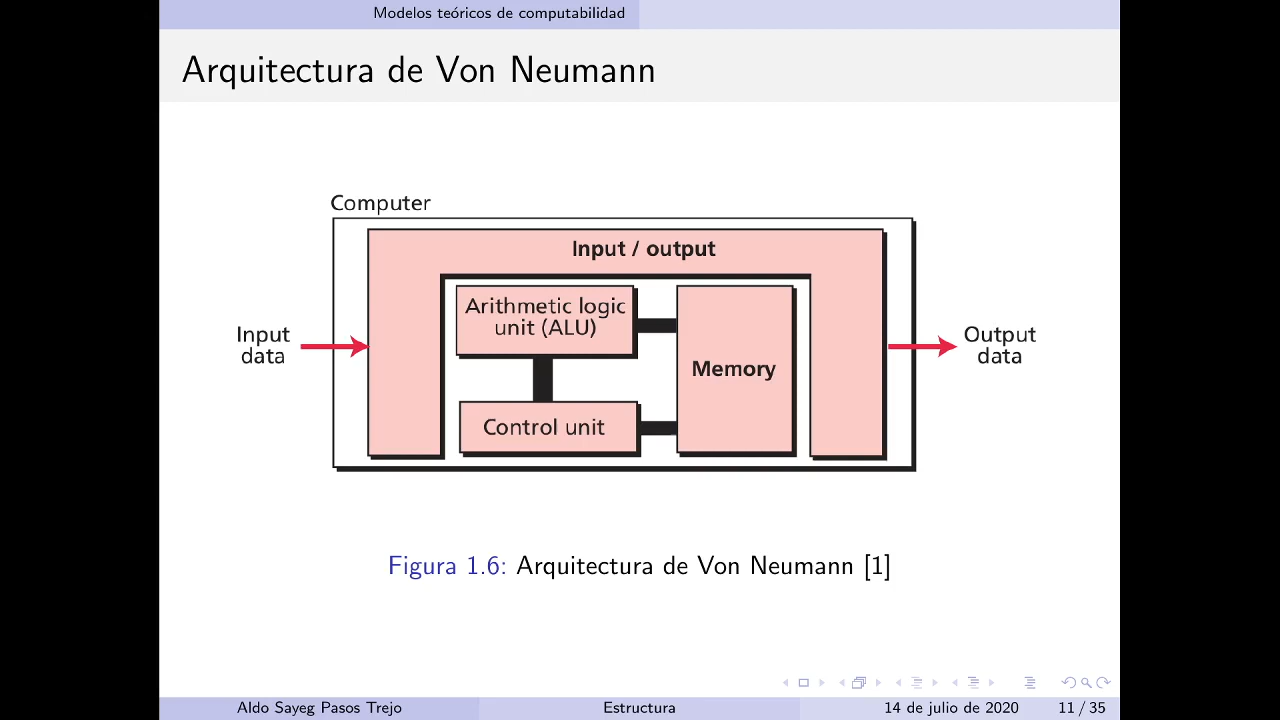 Modelos teóricos de computabilidad
Arquitectura de Von Neumann
Computer
Input / output
Arithmetic logic
unit (ALU)
Memory
Control unit
Input
data
Output
data
Figura 1.6: Arquitectura de Von Neumann [1]
Aldo Sayeg Pasos Trejo
Estructura
14 de julio de 2020
11 / 35